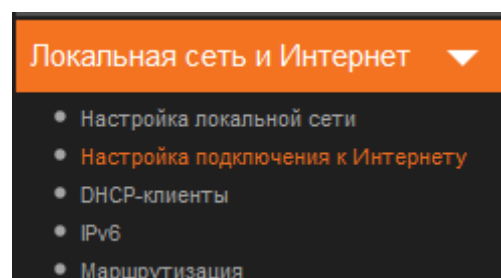 Локальная сеть и Интернет
Настройка локальной сети
Настройка подключения к Интернету
DHCP-клиенты
IPv6
Маршрутизация